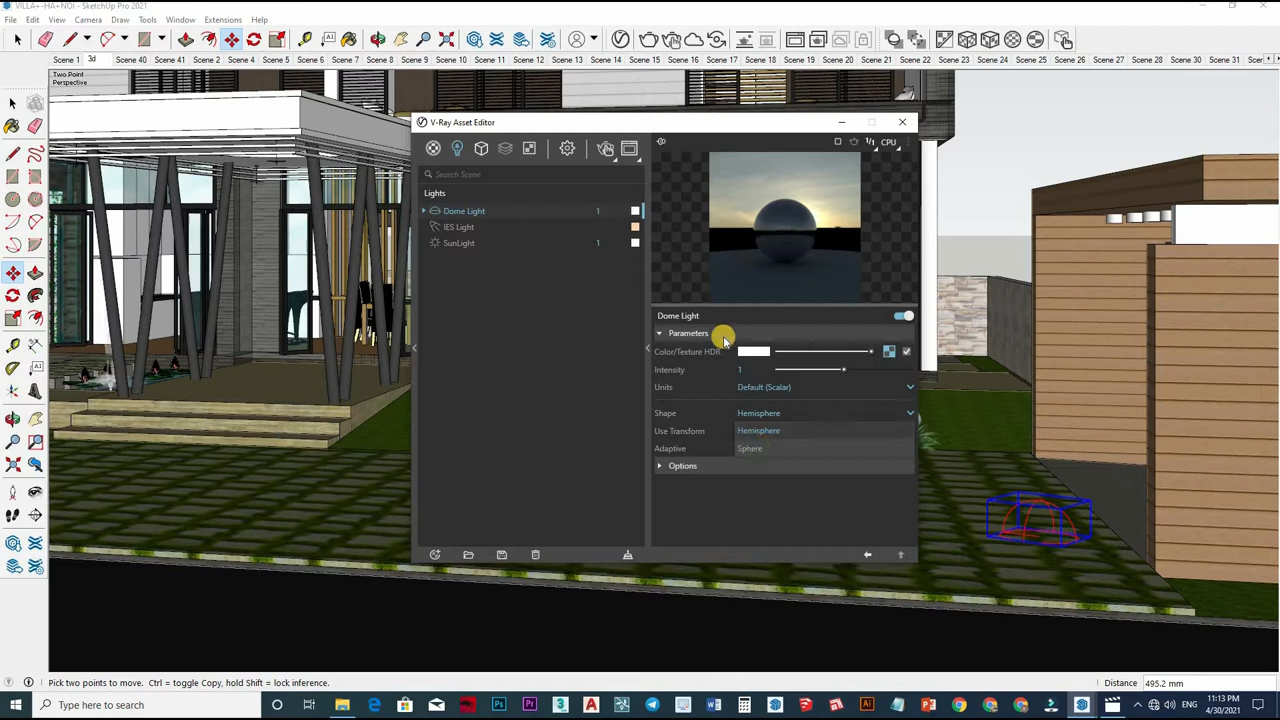 VILLA+-HA+NOI - SketchUp Pro 2021
File Edit View Camera Draw Tools Window Extensions Help
Scene 1 3d Scene 40 Scene 41 Scene 2 Scene 4 Scene 5 Scene 6 Scene 7 Scene 8 Scene 9 Scene 10 Scene 11 Scene 12 Scene 13 Scene 14 Scene 15 Scene 16 Scene 17 Scene 18 Scene 19 Scene 20 Scene 21 Scene 22 Scene 23 Scene 24 Scene 25 Scene 26 Scene 27 Scene 28 Scene 29 Scene 30 Scene 31
Two Point
Perspective
V-Ray Asset Editor
1/1 CPU
Search Scene
Lights
Dome Light 1
IES Light
SunLight 1
Dome Light
Parameters
Color/Texture HDR
Intensity 1
Units Default (Scalar)
Shape Hemisphere
Use Transform Hemisphere
Adaptive Sphere
Options
Pick two points to move. Ctrl = toggle Copy, hold Shift = lock inference.
Distance 495.2 mm
Type here to search
ENG
11:13 PM
4/30/2021